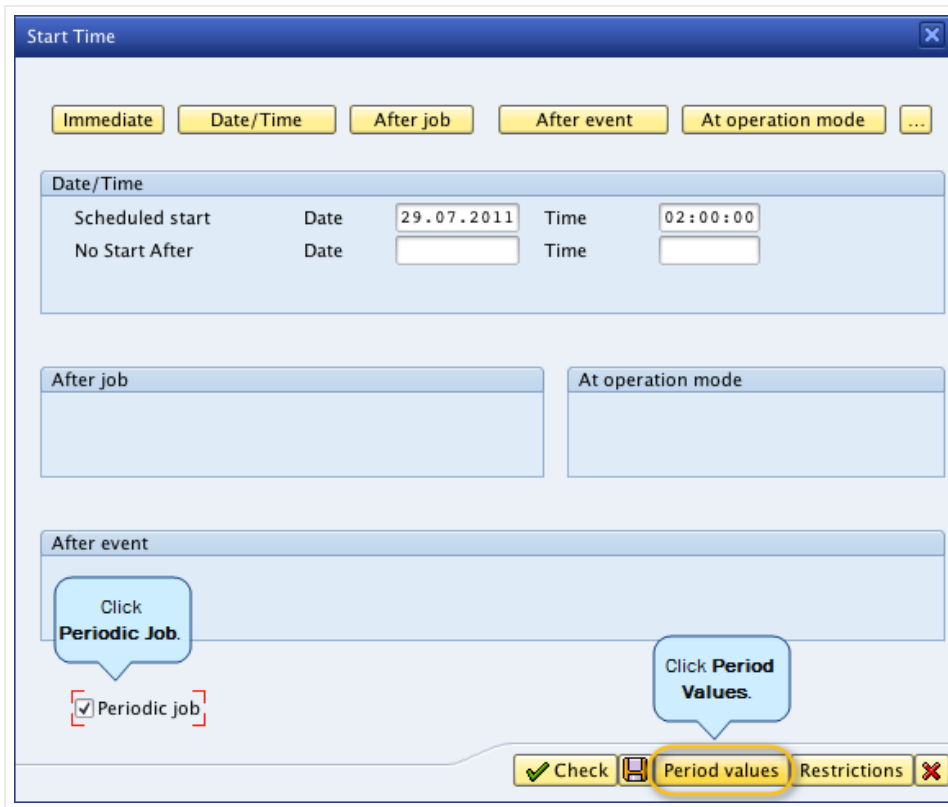 Start Time
Immediate Date/Time After job After event At operation mode ...
Date/Time
Scheduled start Date 29.07.2011 Time 02:00:00
No Start After Date Time
After job At operation mode
After event
Click
Periodic Job.
Click Period
Values.
Periodic job
Check Period values Restrictions